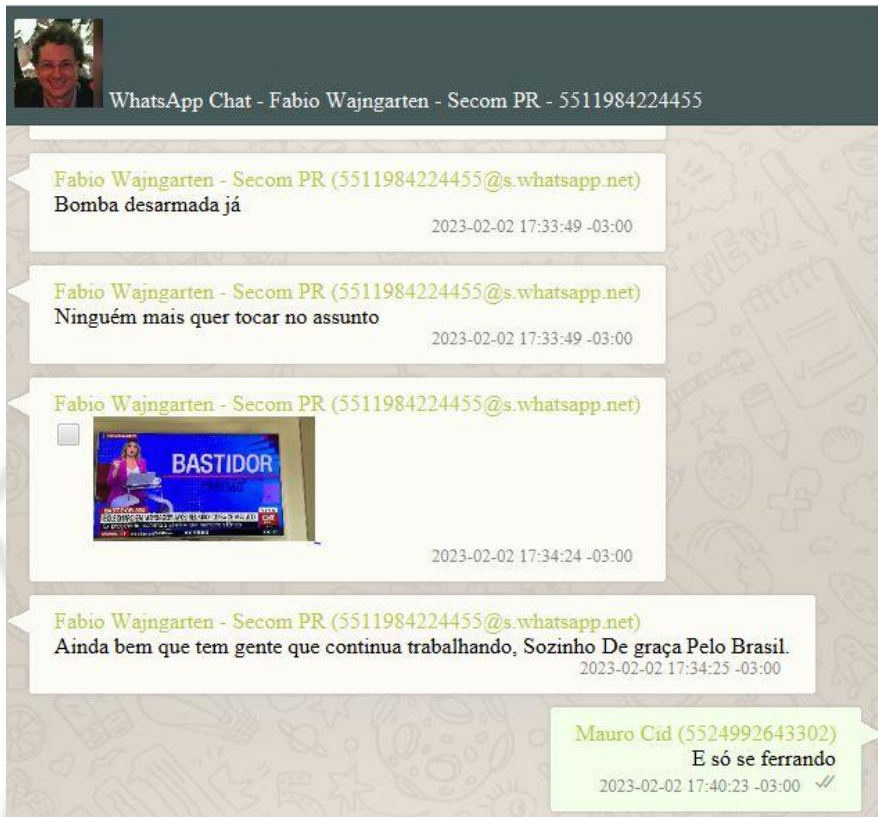 WhatsApp Chat - Fabio Wajngarten - Secom PR - 5511984224455
Fabio Wajngarten - Secom PR (5511984224455@s.whatsapp.net)
Bomba desarmada já
2023-02-02 17:33:49 -03:00
Fabio Wajngarten - Secom PR (5511984224455@s.whatsapp.net)
Ninguém mais quer tocar no assunto
2023-02-02 17:33:49 -03:00
Fabio Wajngarten - Secom PR (5511984224455@s.whatsapp.net)
BASTIDOR
BASTIDOR 360
CNN
2023-02-02 17:34:24 -03:00
Fabio Wajngarten - Secom PR (5511984224455@s.whatsapp.net)
Ainda bem que tem gente que continua trabalhando, Sozinho De graça Pelo Brasil.
2023-02-02 17:34:25 -03:00
Mauro Cid (5524992643302)
E só se ferrando
2023-02-02 17:40:23 -03:00